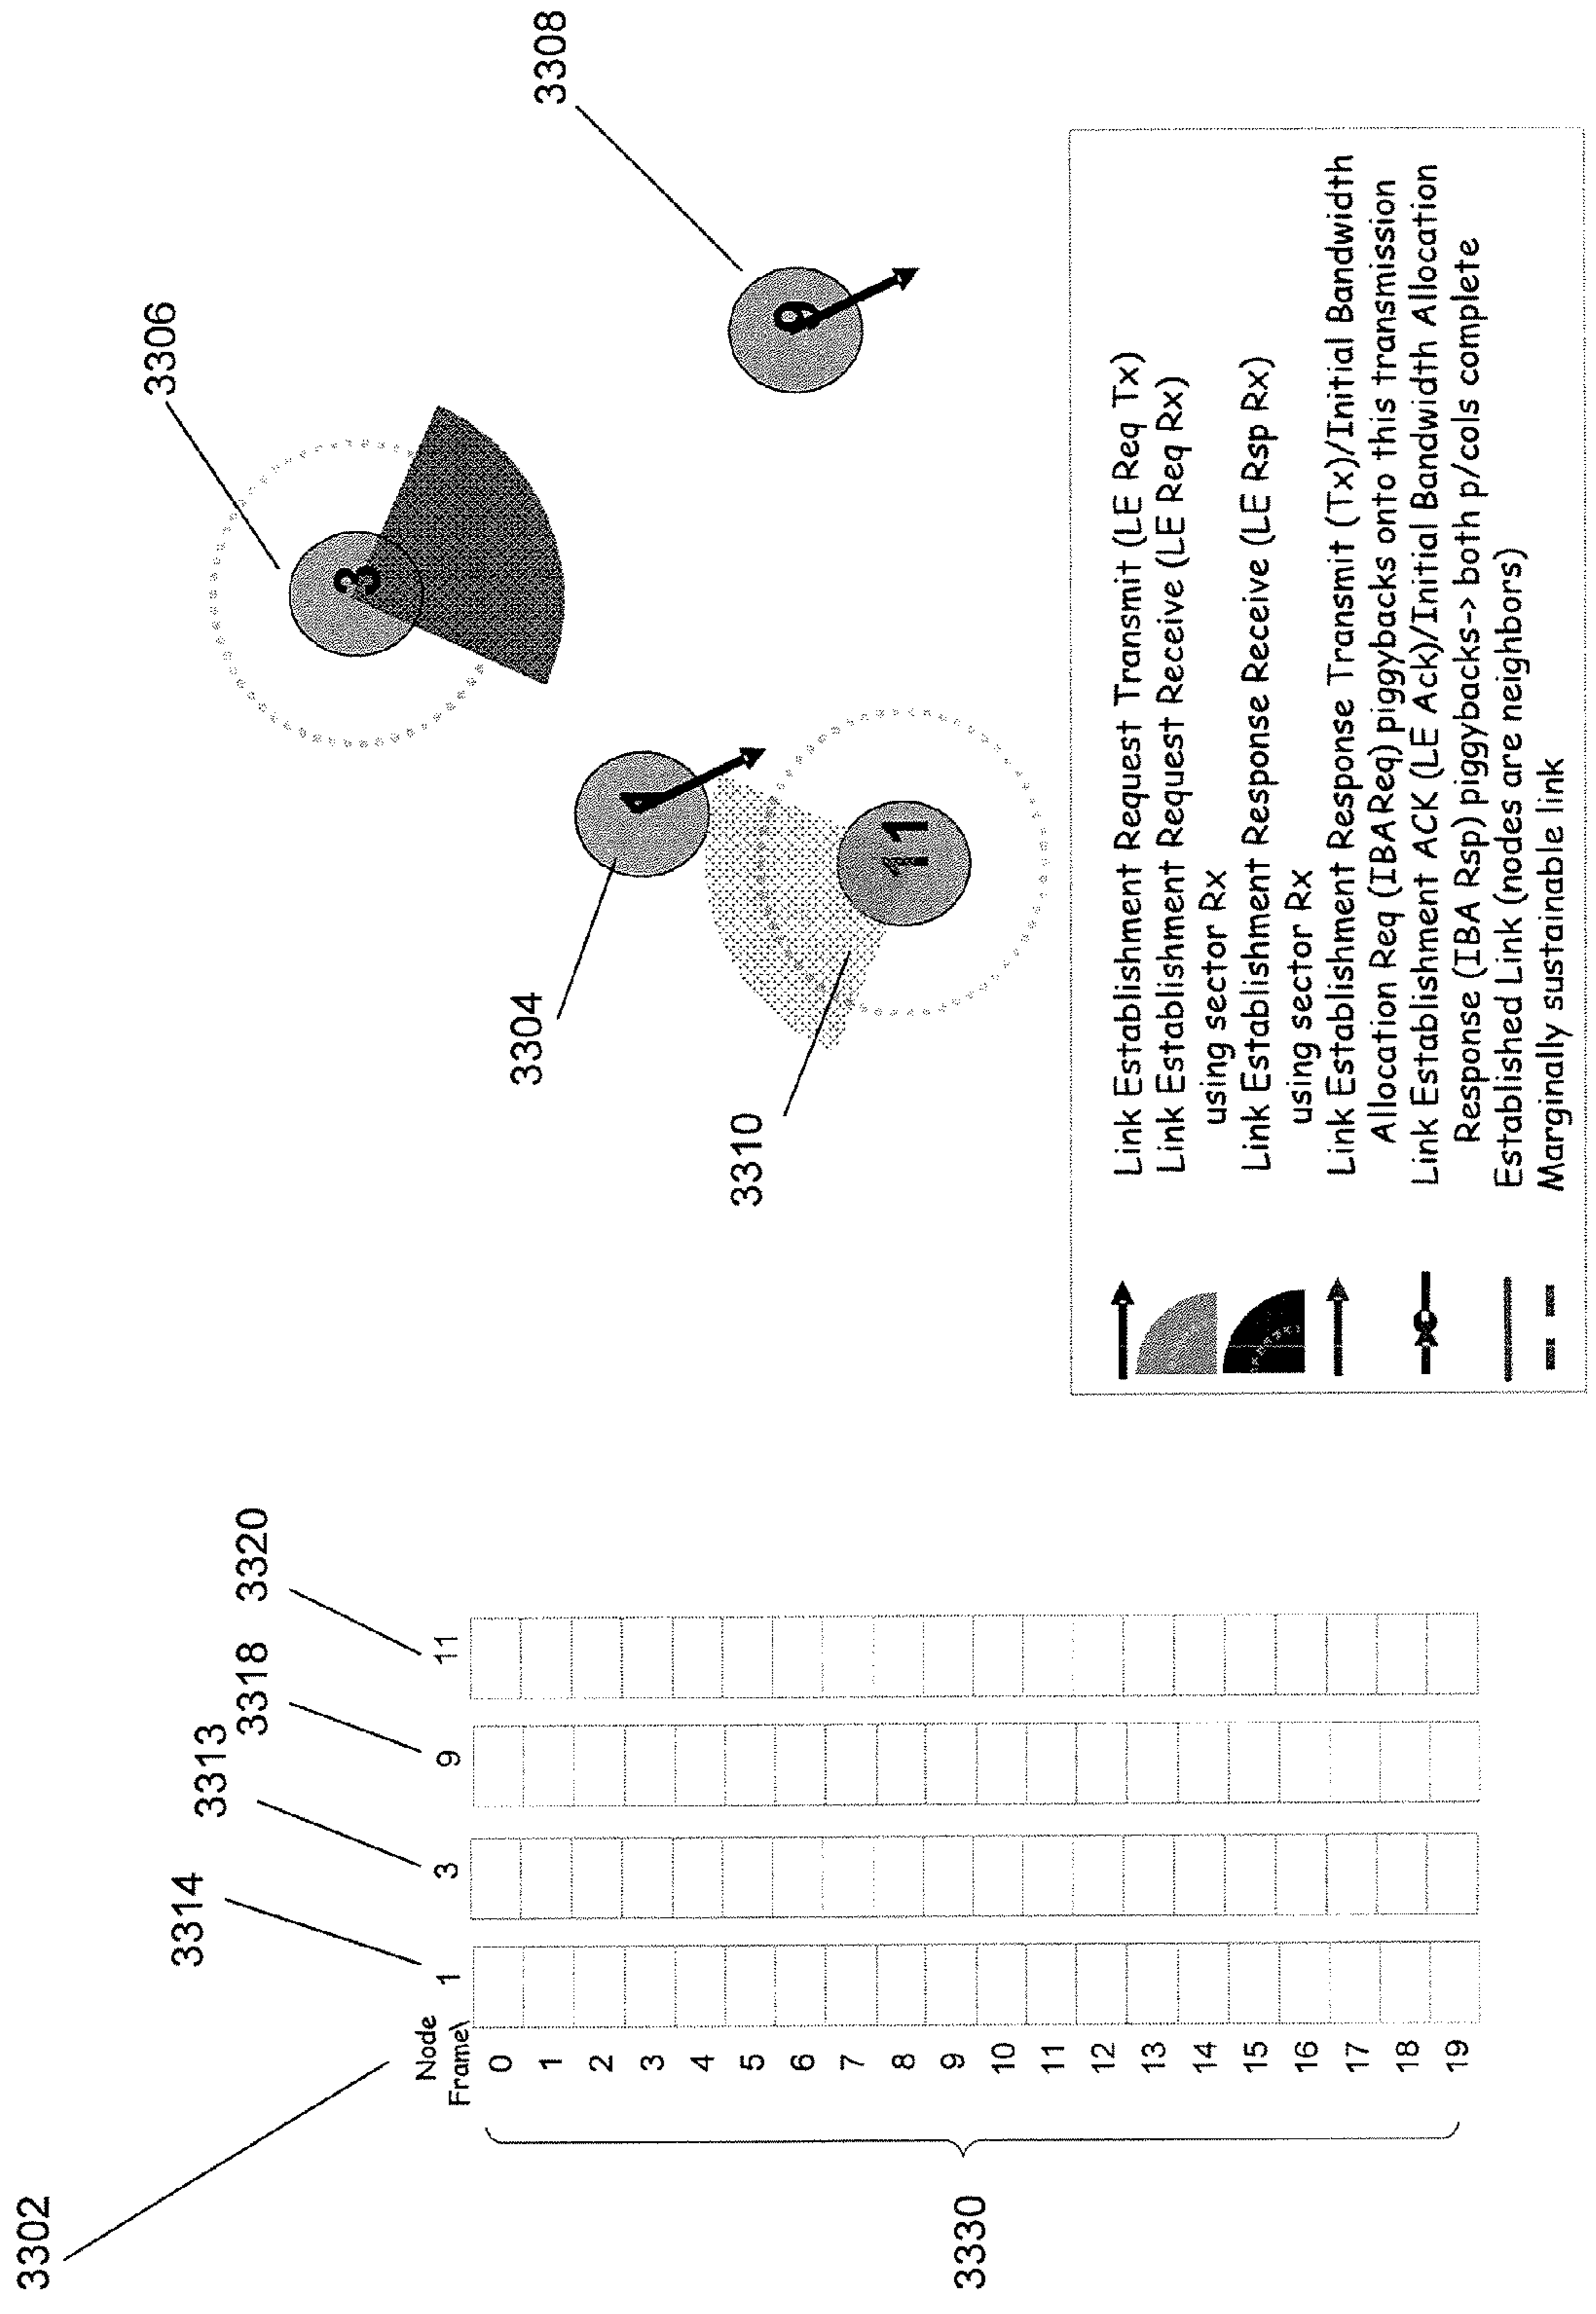 3302
3314
3313
3318
3320
Node
Frame\
1
3
9
11
0
1
2
3
4
5
6
7
8
9
10
11
12
13
14
15
16
17
18
19
3330
3304
3306
3308
3310
1
3
9
11
Link Establishment Request Transmit (LE Req Tx)
Link Establishment Request Receive (LE Req Rx)
using sector Rx
Link Establishment Response Receive (LE Rsp Rx)
using sector Rx
Link Establishment Response Transmit (Tx)/Initial Bandwidth
Allocation Req (IBAReq) piggybacks onto this transmission
Link Establishment ACK (LE Ack)/Initial Bandwidth Allocation
Response (IBA Rsp) piggybacks-> both p/cols complete
Established Link (nodes are neighbors)
Marginally sustainable link